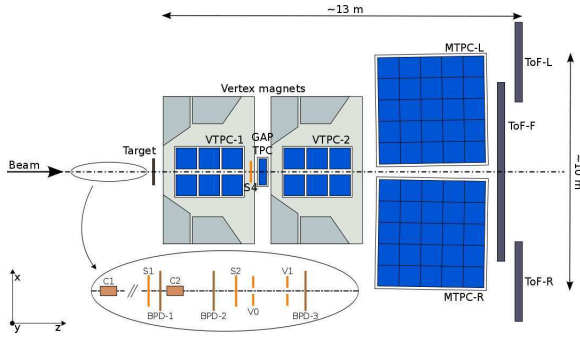 ~13 m
MTPC-L
ToF-L
Vertex magnets
ToF-F
VTPC-1
GAP
TPC
VTPC-2
Target
Beam
S4
~10 m
x
y
z
C1
S1
C2
S2
V1
BPD-1
BPD-2
V0
BPD-3
MTPC-R
ToF-R